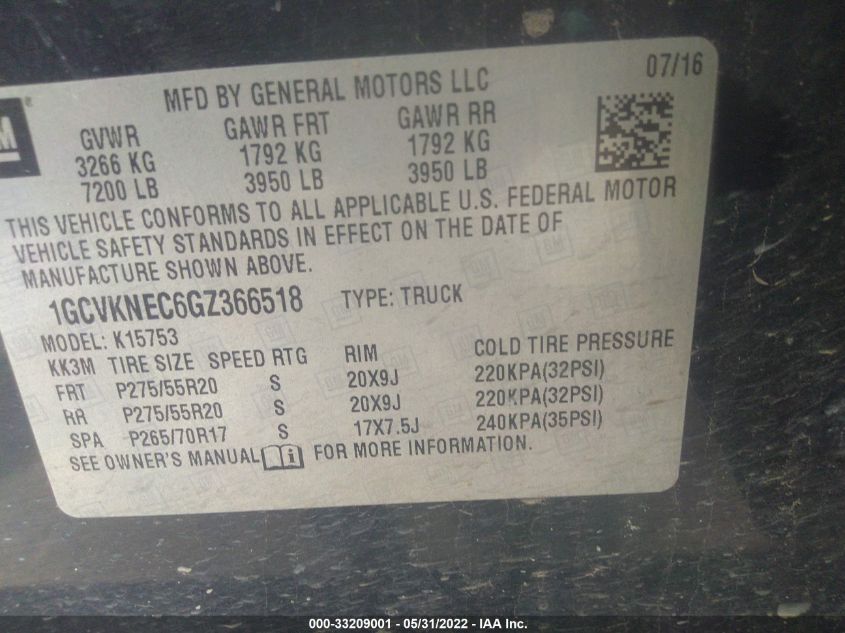 07/16
MFD BY GENERAL MOTORS LLC
GM ®
GVWR GAWR FRT GAWR RR
3266 KG 1792 KG 1792 KG
7200 LB 3950 LB 3950 LB
THIS VEHICLE CONFORMS TO ALL APPLICABLE U.S. FEDERAL MOTOR
VEHICLE SAFETY STANDARDS IN EFFECT ON THE DATE OF
MANUFACTURE SHOWN ABOVE.
1GCVKNEC6GZ366518 TYPE: TRUCK
MODEL: K15753
KK3M TIRE SIZE SPEED RTG RIM COLD TIRE PRESSURE
FRT P275/55R20 S 20X9J 220KPA(32PSI)
RR P275/55R20 S 20X9J 220KPA(32PSI)
SPA P265/70R17 S 17X7.5J 240KPA(35PSI)
SEE OWNER'S MANUAL i FOR MORE INFORMATION.
000-33209001 - 05/31/2022 - IAA Inc.